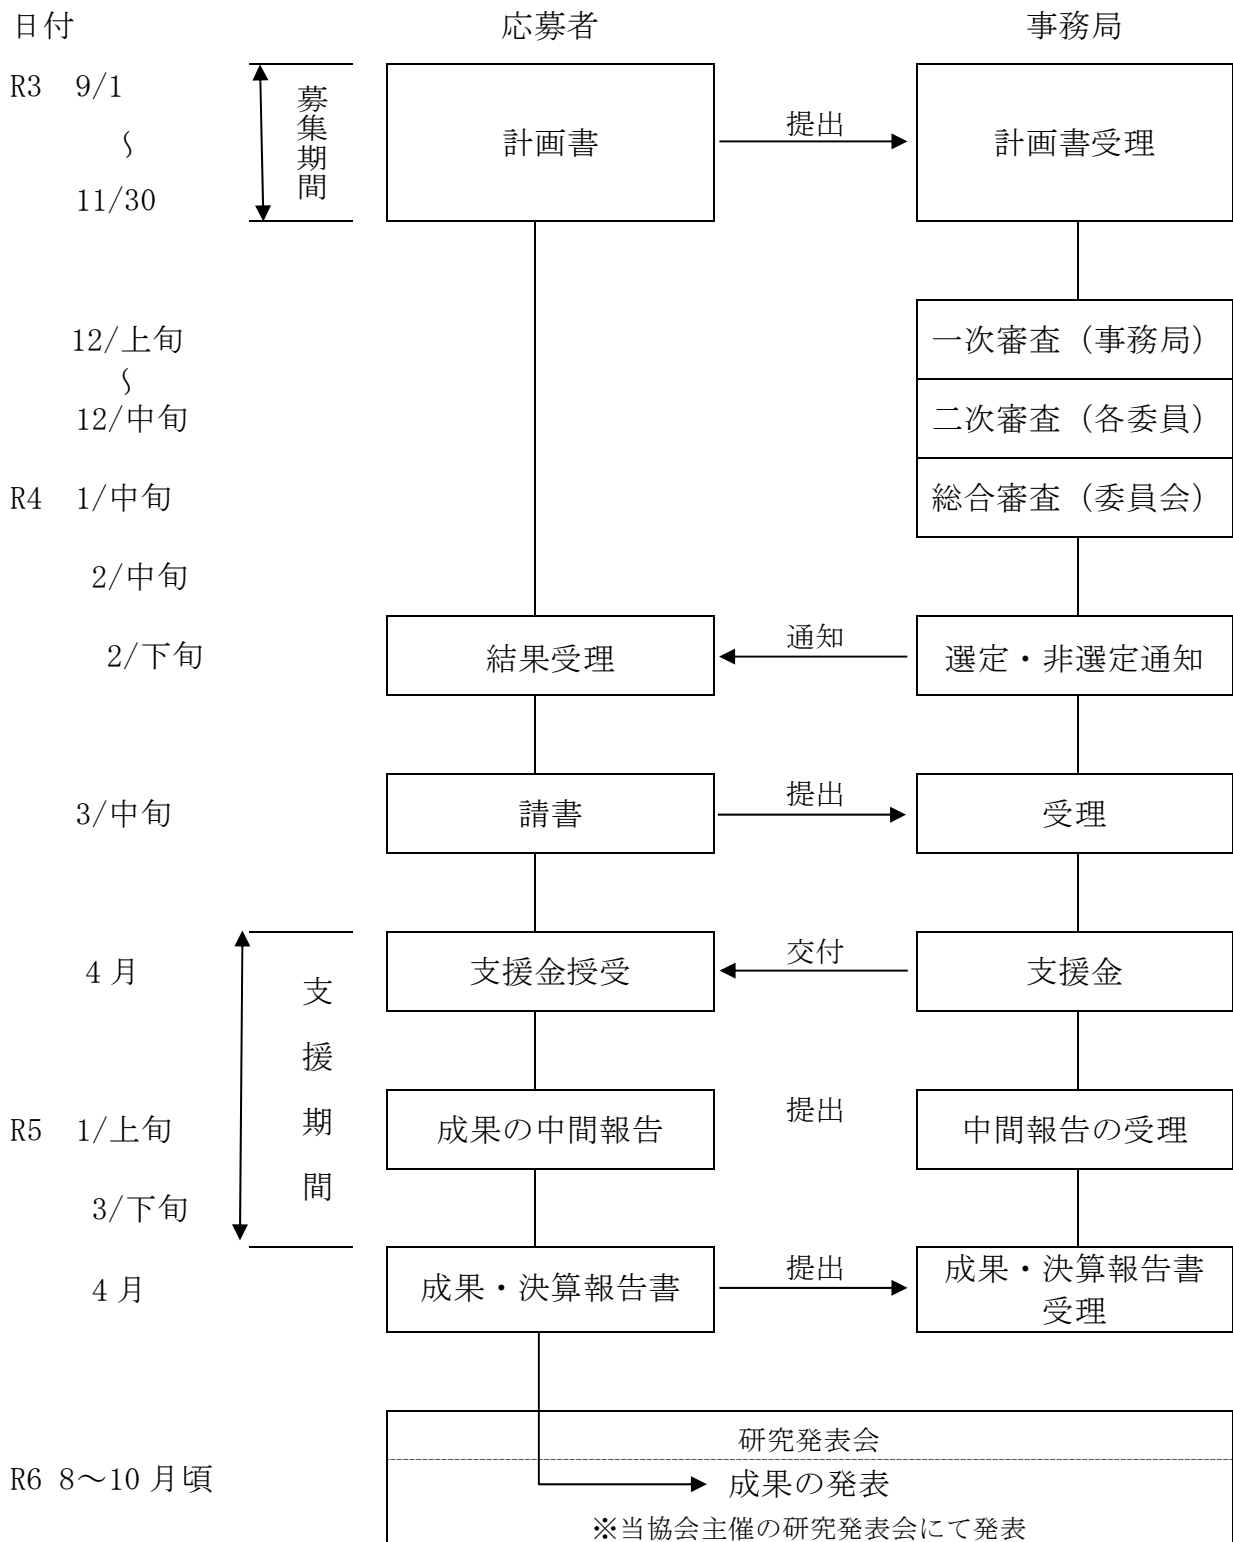 日付 応募者 事務局
R3 9/1
～
11/30
募集期間
計画書
提出
計画書受理
12/上旬
～
12/中旬
一次審査（事務局）
二次審査（各委員）
R4 1/中旬
総合審査（委員会）
2/中旬
2/下旬
結果受理
通知
選定・非選定通知
3/中旬
請書
提出
受理
4月
支援期間
支援金授受
交付
支援金
R5 1/上旬
成果の中間報告
提出
中間報告の受理
3/下旬
4月
成果・決算報告書
提出
成果・決算報告書
受理
研究発表会
R6 8～10月頃
成果の発表
※当協会主催の研究発表会にて発表